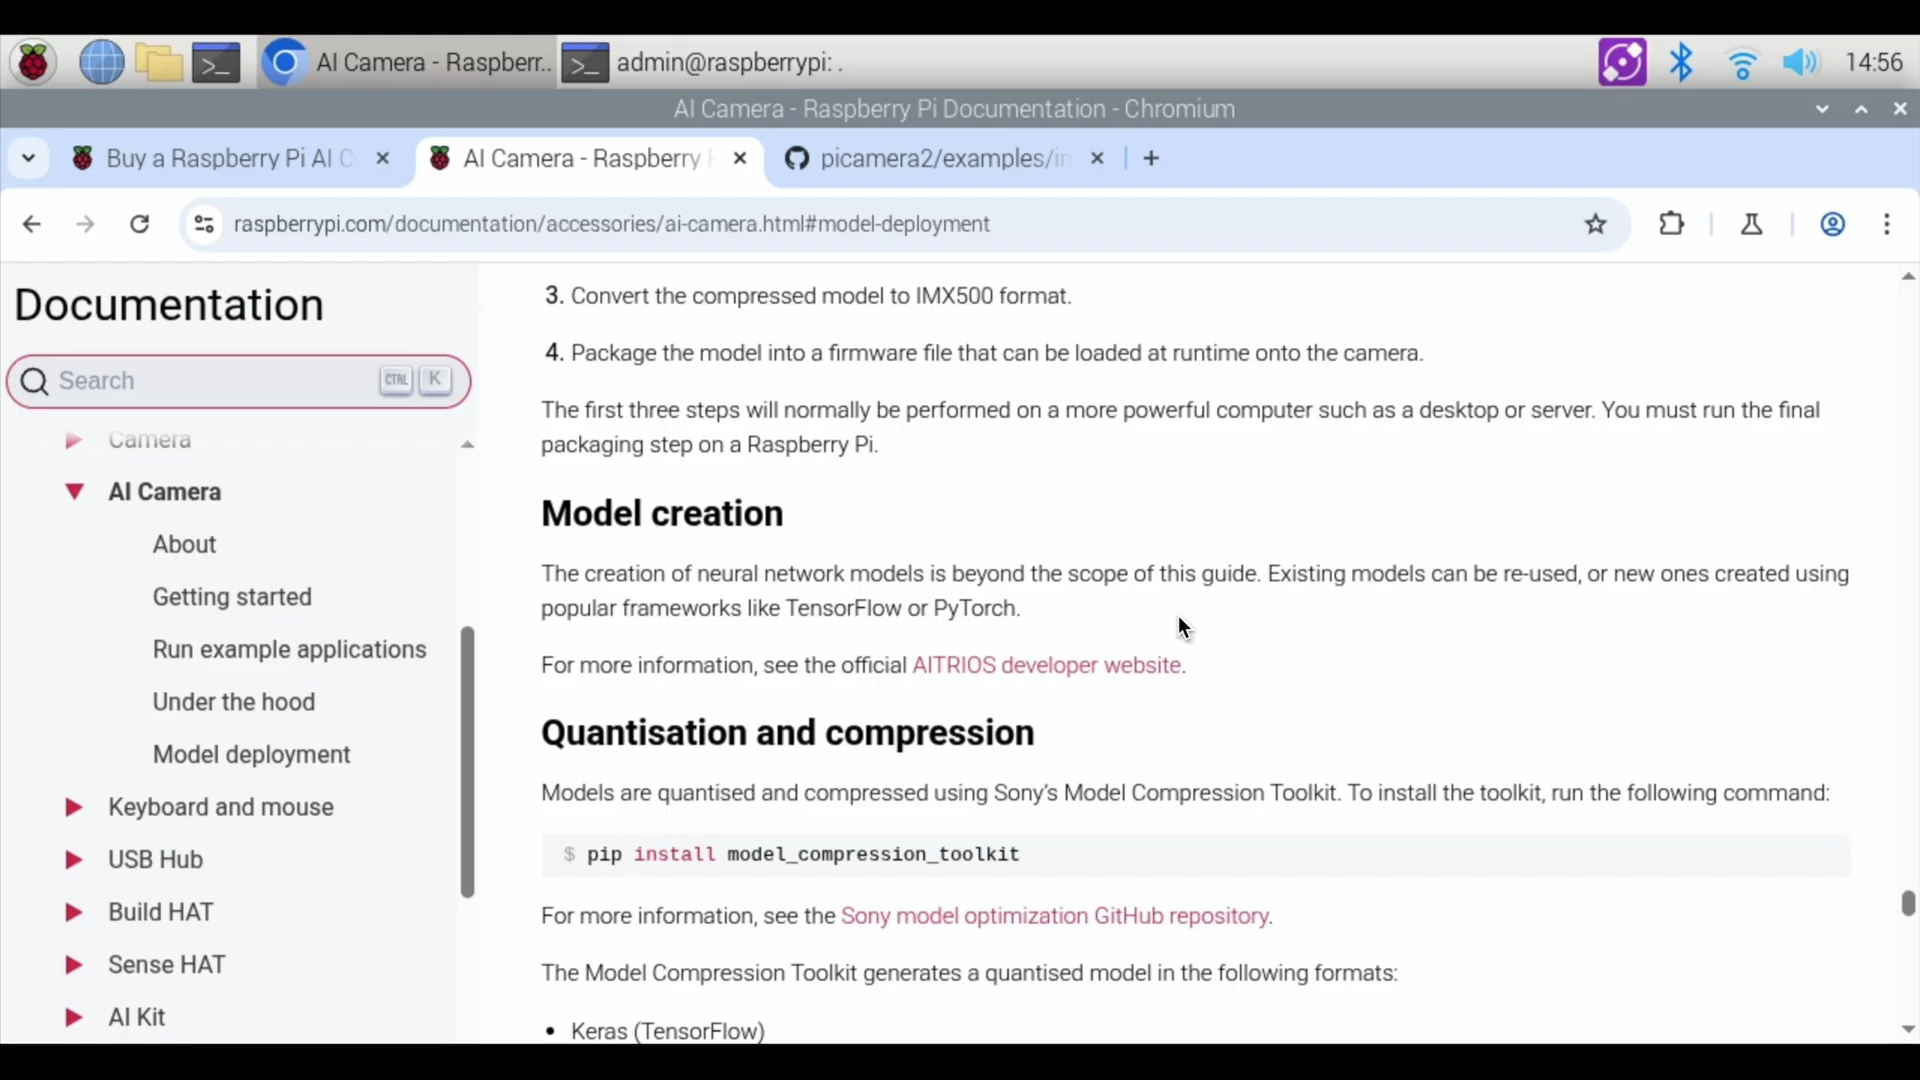 AI Camera - Raspberr..
admin@raspberrypi: .
14:56
AI Camera - Raspberry Pi Documentation - Chromium
Buy a Raspberry Pi AI C
AI Camera - Raspberry P
picamera2/examples/im
raspberrypi.com/documentation/accessories/ai-camera.html#model-deployment
Documentation
Search
CTRL
K
Camera
AI Camera
About
Getting started
Run example applications
Under the hood
Model deployment
Keyboard and mouse
USB Hub
Build HAT
Sense HAT
AI Kit
3. Convert the compressed model to IMX500 format.
4. Package the model into a firmware file that can be loaded at runtime onto the camera.
The first three steps will normally be performed on a more powerful computer such as a desktop or server. You must run the final
packaging step on a Raspberry Pi.
Model creation
The creation of neural network models is beyond the scope of this guide. Existing models can be re-used, or new ones created using
popular frameworks like TensorFlow or PyTorch.
For more information, see the official AITRIOS developer website.
Quantisation and compression
Models are quantised and compressed using Sony's Model Compression Toolkit. To install the toolkit, run the following command:
$ pip install model_compression_toolkit
For more information, see the Sony model optimization GitHub repository.
The Model Compression Toolkit generates a quantised model in the following formats:
• Keras (TensorFlow)